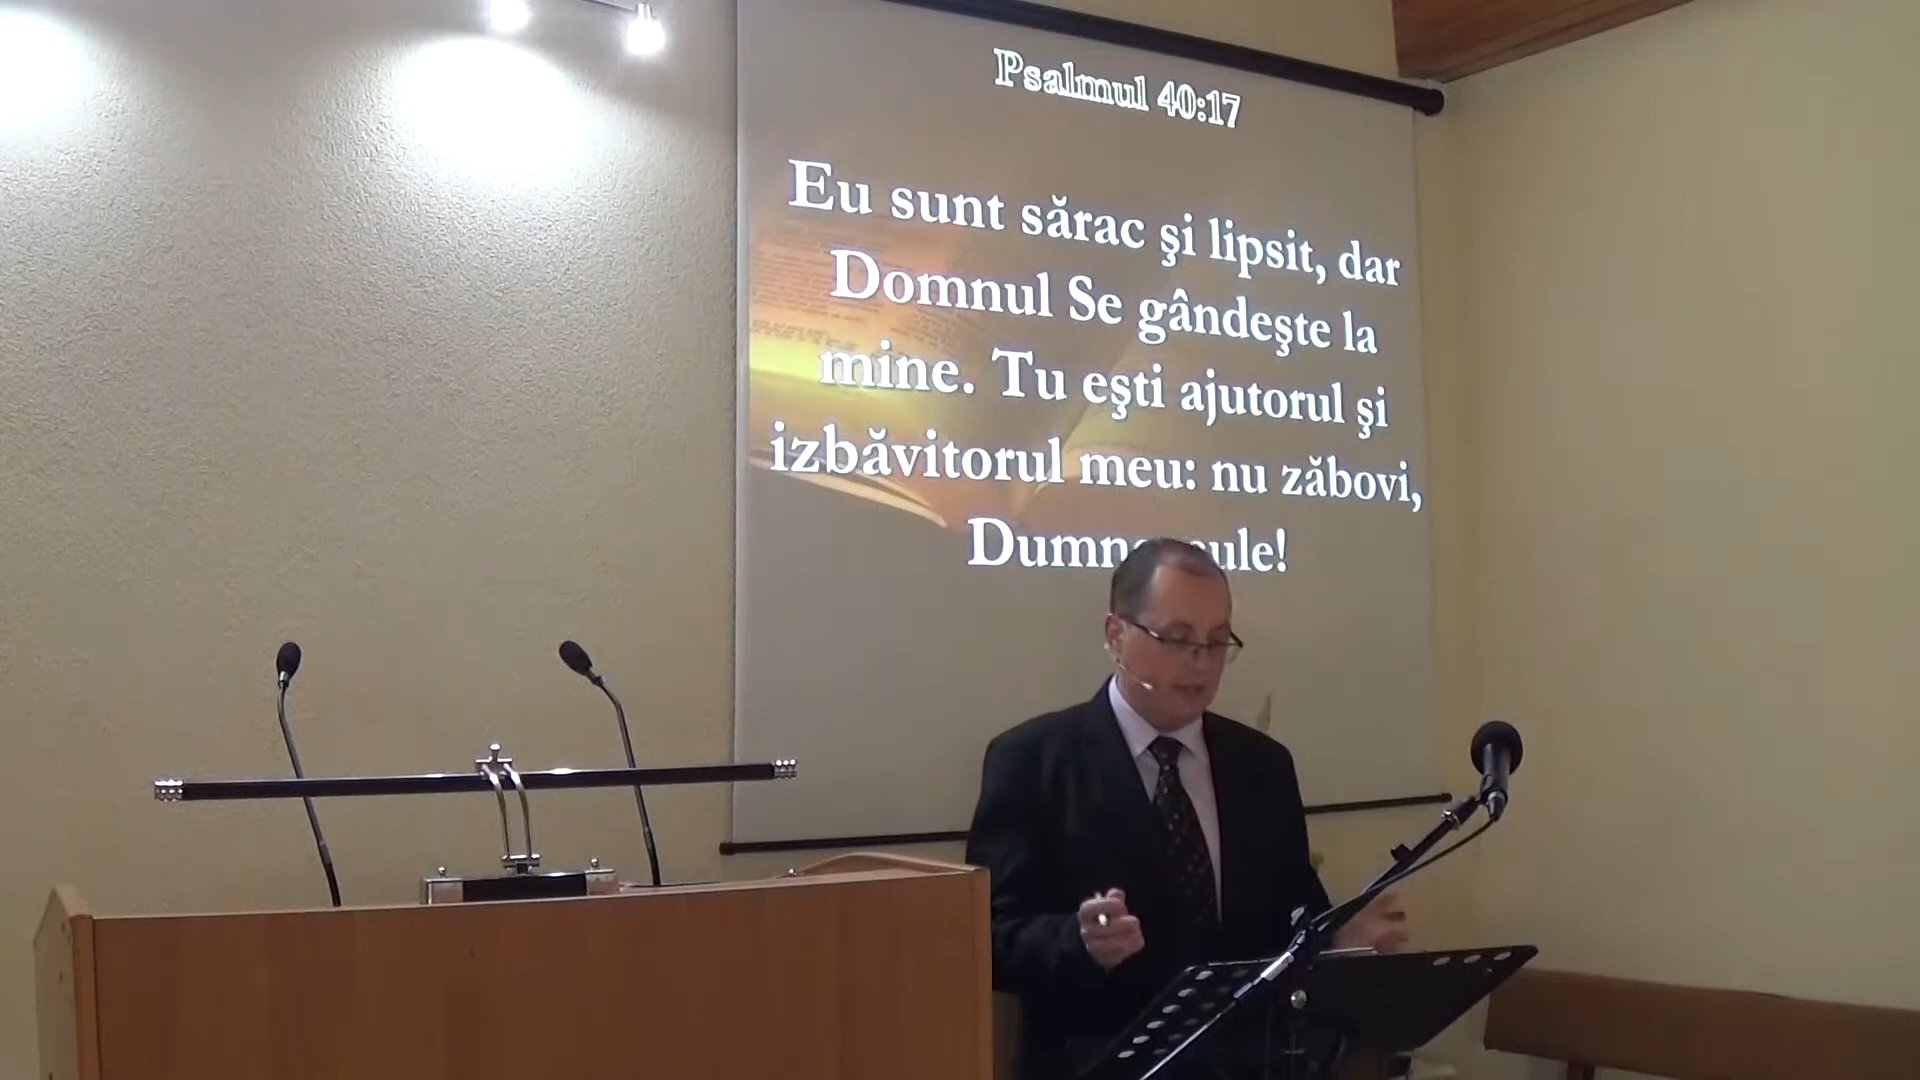 Psalmul 40:17
Eu sunt sărac şi lipsit, dar
Domnul Se gândeşte la
mine. Tu eşti ajutorul şi
izbăvitorul meu: nu zăbovi,